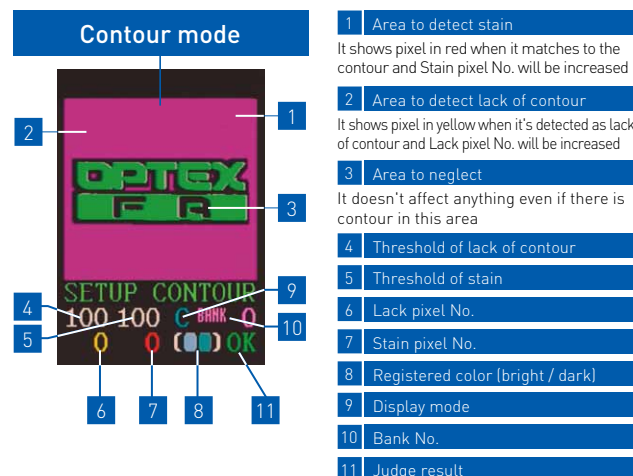 Contour mode
1 Area to detect stain
It shows pixel in red when it matches to the
contour and Stain pixel No. will be increased
2 Area to detect lack of contour
It shows pixel in yellow when it's detected as lack
of contour and Lack pixel No. will be increased
3 Area to neglect
It doesn't affect anything even if there is
contour in this area
4 Threshold of lack of contour
5 Threshold of stain
6 Lack pixel No.
7 Stain pixel No.
8 Registered color (bright / dark)
9 Display mode
10 Bank No.
11 Judge result
1
2
OPTEX
F R
3
SETUP CONTOUR
9
4
100 100 C BANK 0
10
5
0 0 ( ) OK
6 7 8 11